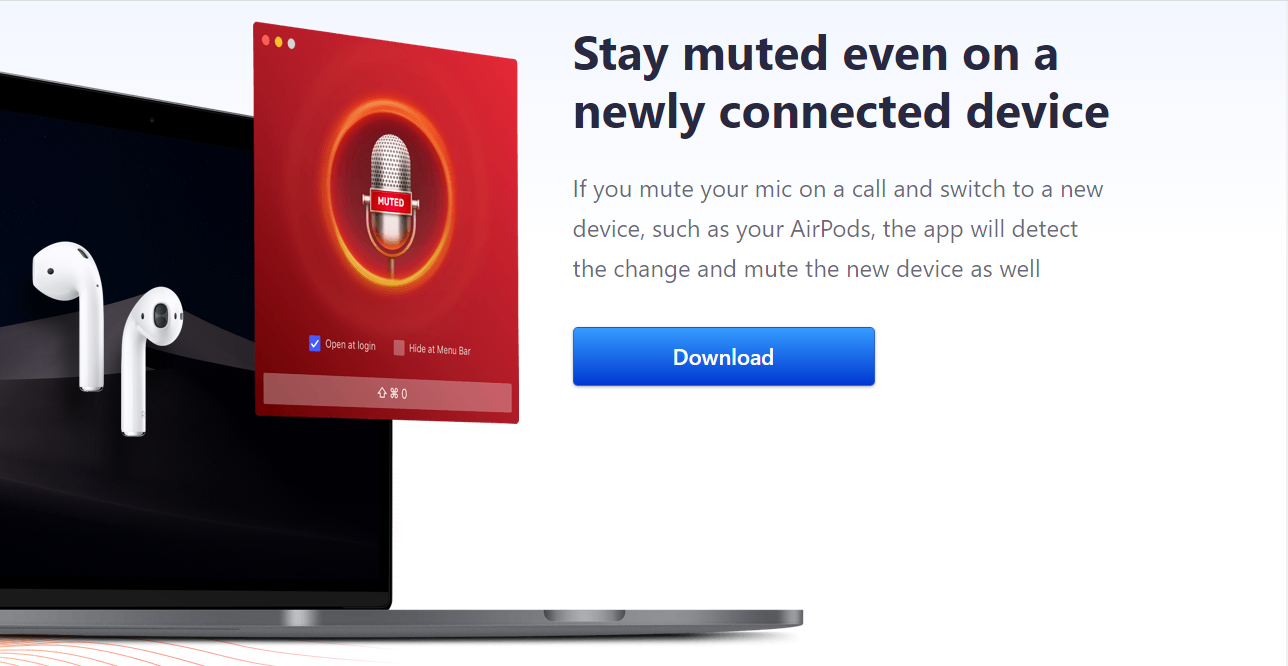 Stay muted even on a
newly connected device
If you mute your mic on a call and switch to a new
device, such as your AirPods, the app will detect
the change and mute the new device as well
Download
MUTED
Open at login
Hide at Menu Bar
⇧ ⌘ 0